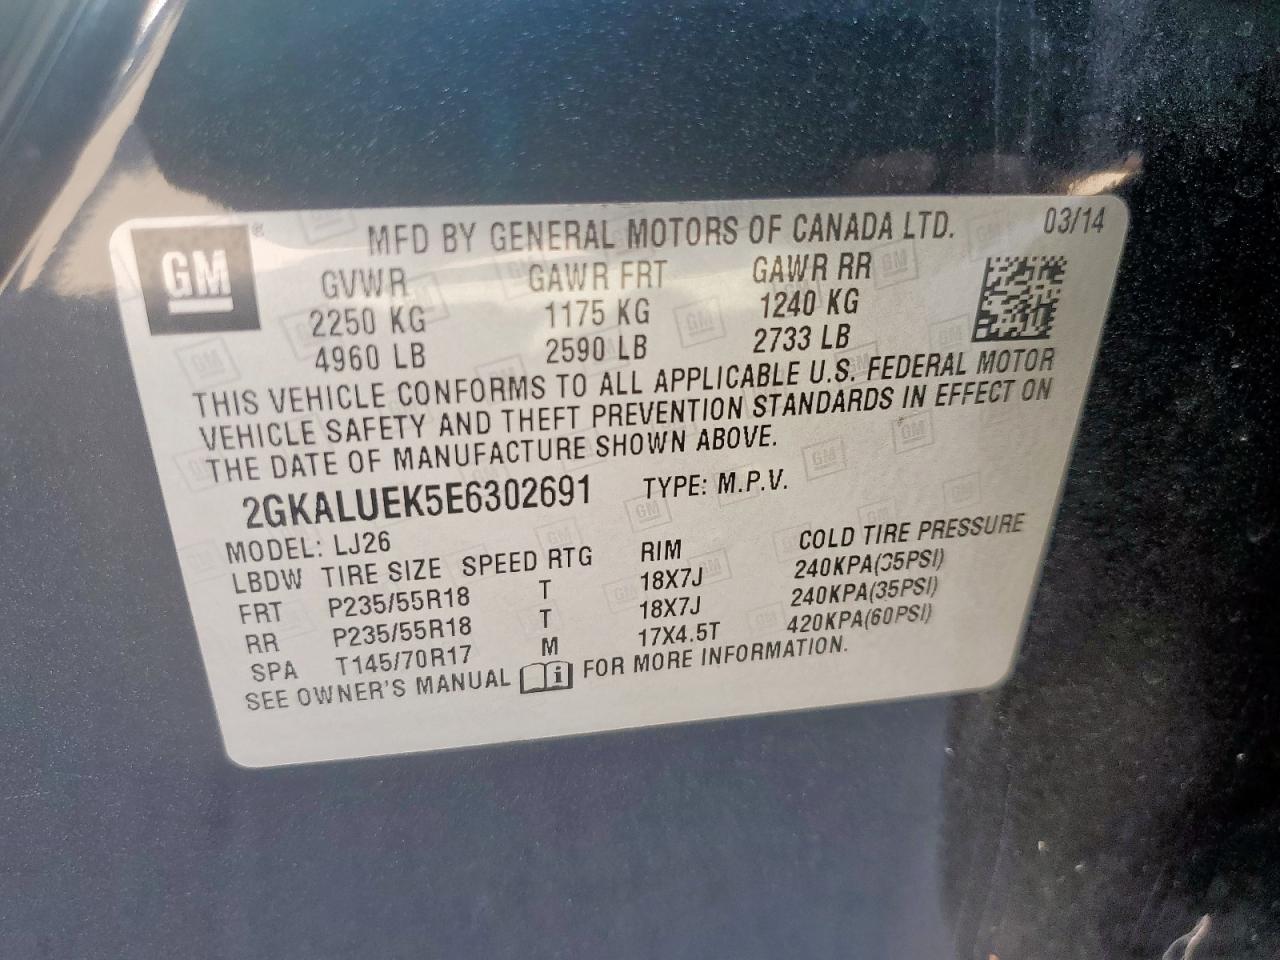 GM ® MFD BY GENERAL MOTORS OF CANADA LTD. 03/14
GVWR GAWR FRT GAWR RR
2250 KG 1175 KG 1240 KG
4960 LB 2590 LB 2733 LB
THIS VEHICLE CONFORMS TO ALL APPLICABLE U.S. FEDERAL MOTOR
VEHICLE SAFETY AND THEFT PREVENTION STANDARDS IN EFFECT ON
THE DATE OF MANUFACTURE SHOWN ABOVE.
2GKALUEK5E6302691 TYPE: M.P.V.
MODEL: LJ26
LBDW TIRE SIZE SPEED RTG RIM COLD TIRE PRESSURE
FRT P235/55R18 T 18X7J 240KPA(35PSI)
RR P235/55R18 T 18X7J 240KPA(35PSI)
SPA T145/70R17 M 17X4.5T 420KPA(60PSI)
SEE OWNER'S MANUAL i FOR MORE INFORMATION.